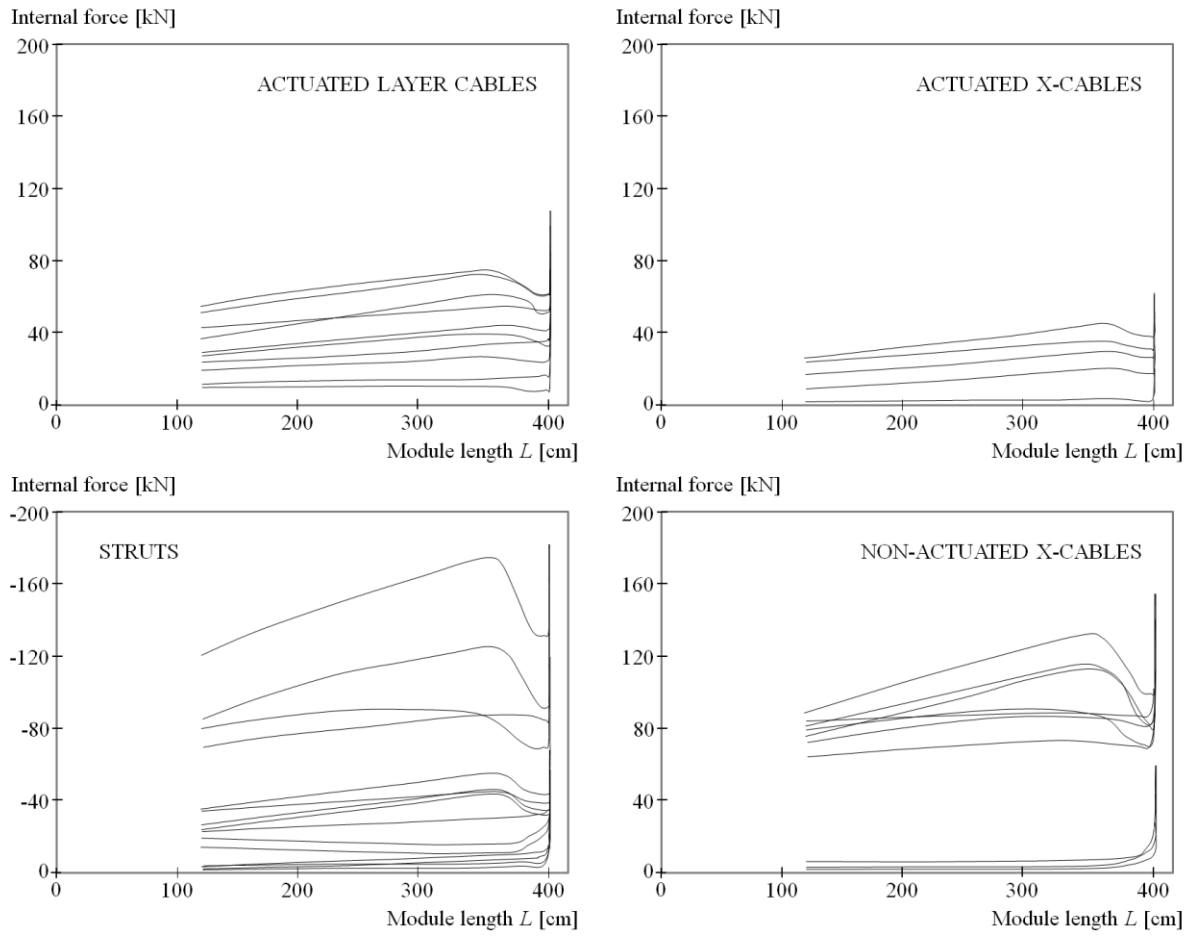 Internal force [kN]
200
160
120
80
40
0
ACTUATED LAYER CABLES
0 100 200 300 400
Module length L [cm]
Internal force [kN]
200
160
120
80
40
0
ACTUATED X-CABLES
0 100 200 300 400
Module length L [cm]
Internal force [kN]
-200
-160
-120
-80
-40
0
STRUTS
0 100 200 300 400
Module length L [cm]
Internal force [kN]
200
160
120
80
40
0
NON-ACTUATED X-CABLES
0 100 200 300 400
Module length L [cm]